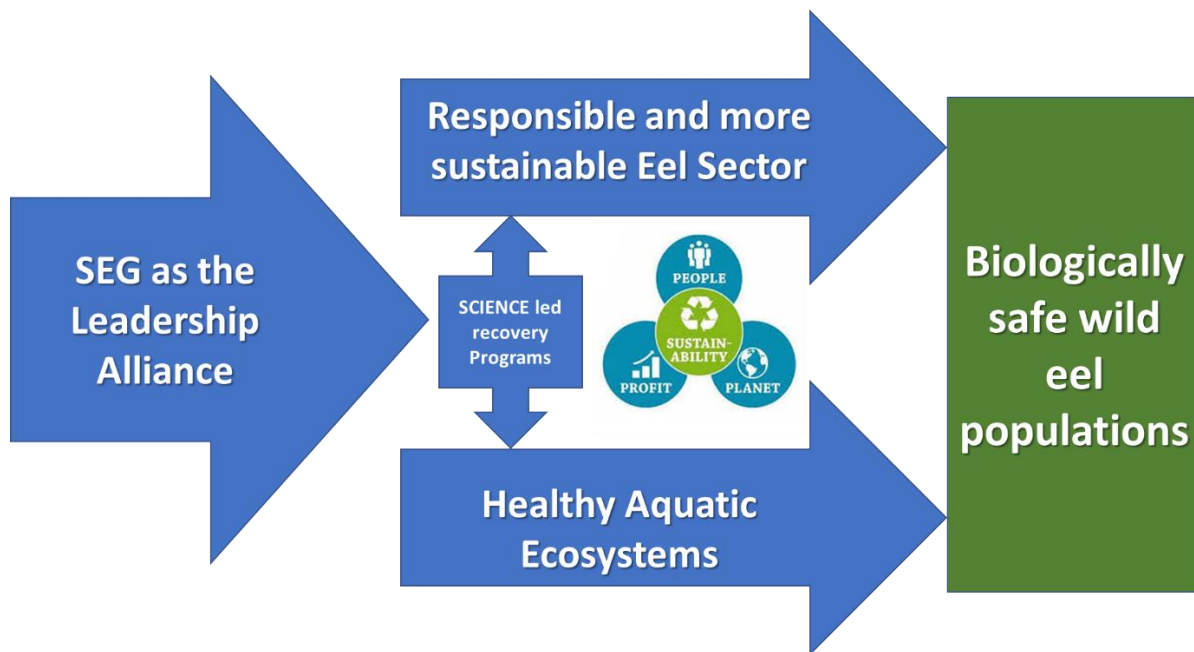 SEG as the
Leadership
Alliance
Responsible and more
sustainable Eel Sector
SCIENCE led
recovery
Programs
PEOPLE
SUSTAIN-
ABILITY
PROFIT
PLANET
Healthy Aquatic
Ecosystems
Biologically
safe wild
eel
populations